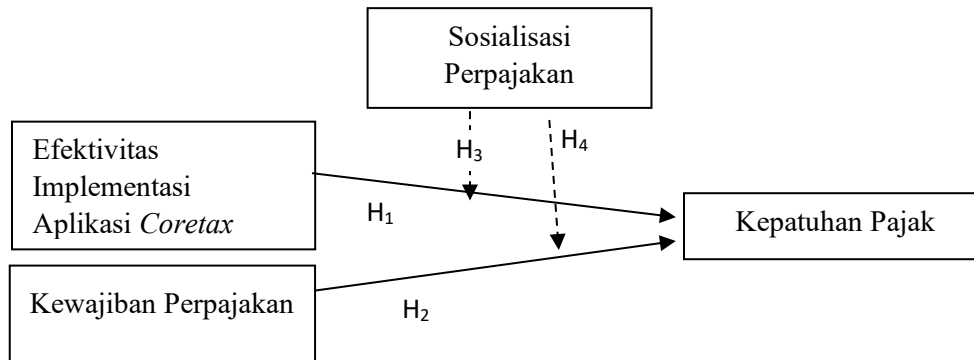 Sosialisasi
Perpajakan
Efektivitas
Implementasi
Aplikasi Coretax
H3
H4
H1
Kepatuhan Pajak
Kewajiban Perpajakan
H2